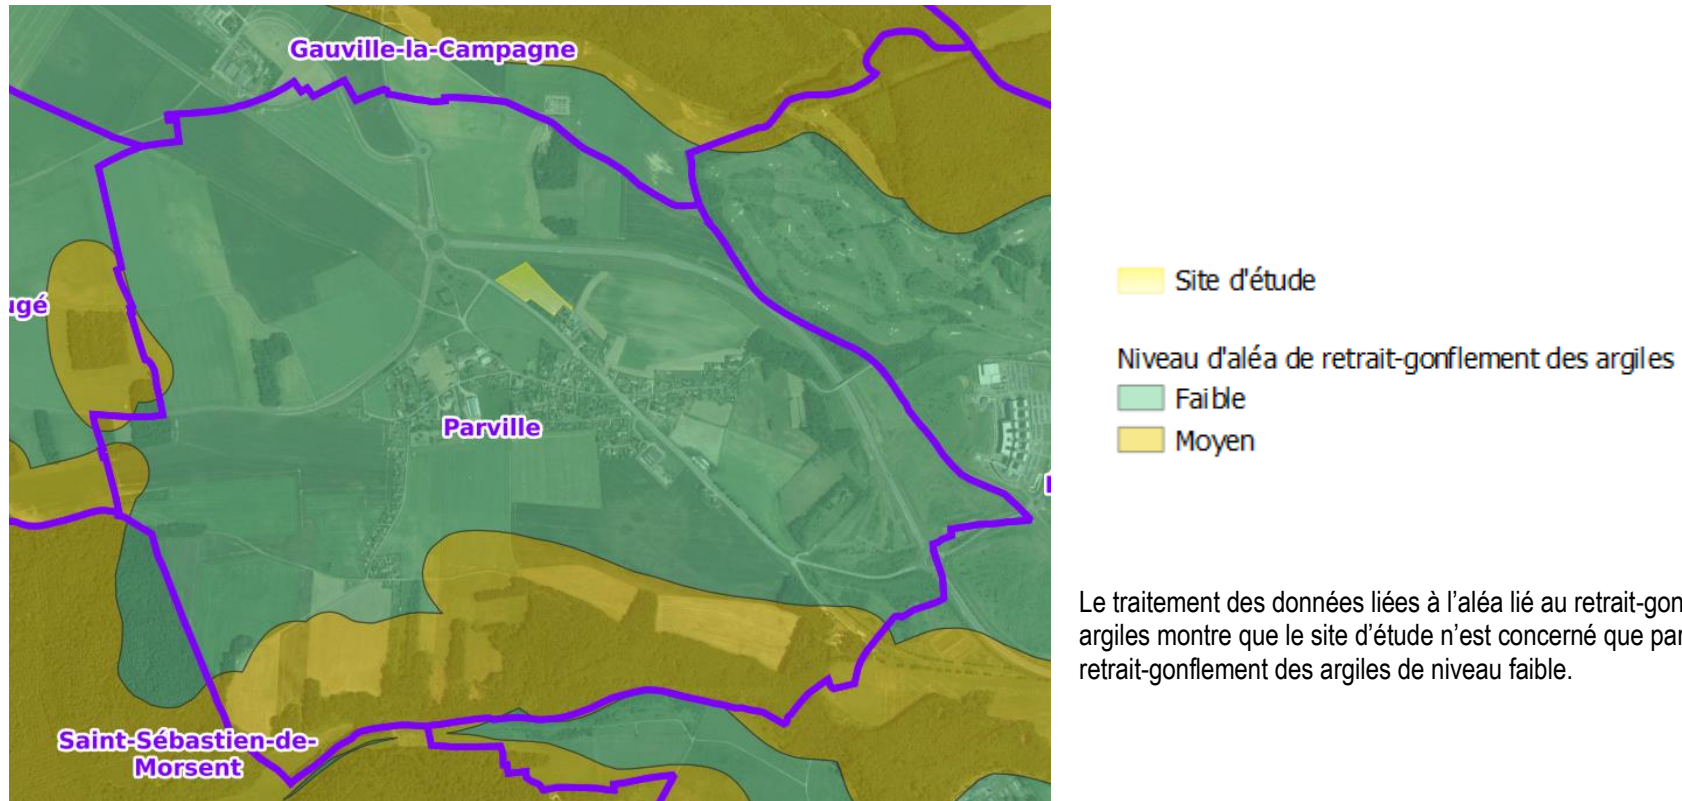 Gauville-la-Campagne
ugé
Parville
Saint-Sébastien-de-
Morsent
Site d'étude
Niveau d'aléa de retrait-gonflement des argiles
Faible
Moyen
Le traitement des données liées à l’aléa lié au retrait-gon
argiles montre que le site d’étude n’est concerné que par
retrait-gonflement des argiles de niveau faible.